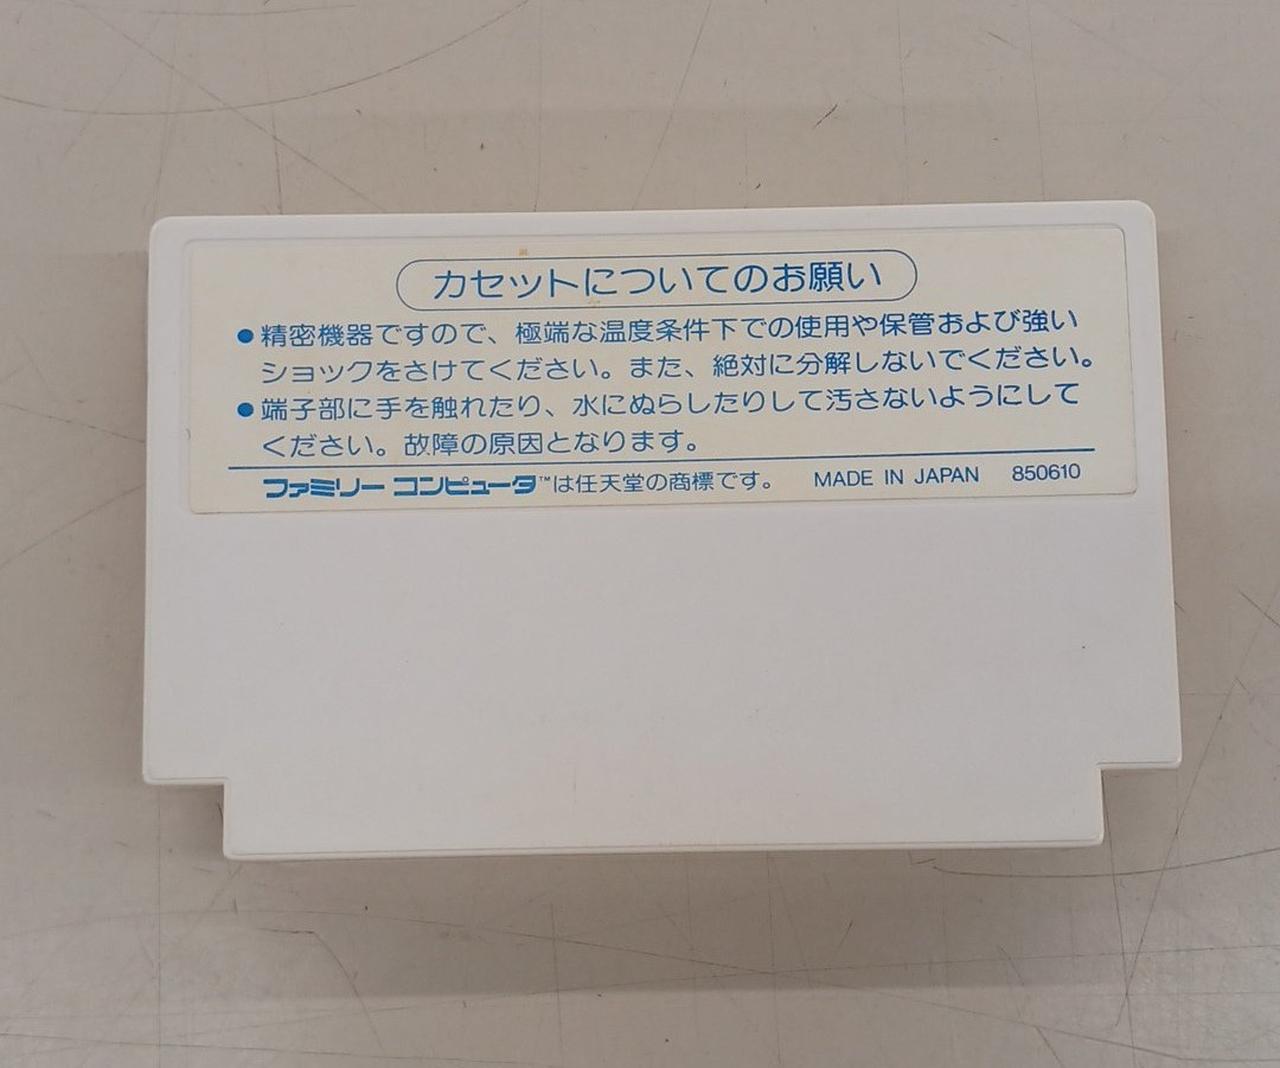 カセットについてのお願い
●精密機器ですので、極端な温度条件下での使用や保管および強い
ショックをさけてください。また、絶対に分解しないでください。
●端子部に手を触れたり、水にぬらしたりして汚さないようにして
ください。故障の原因となります。
ファミリー コンピュータ™は任天堂の商標です。 MADE IN JAPAN 850610